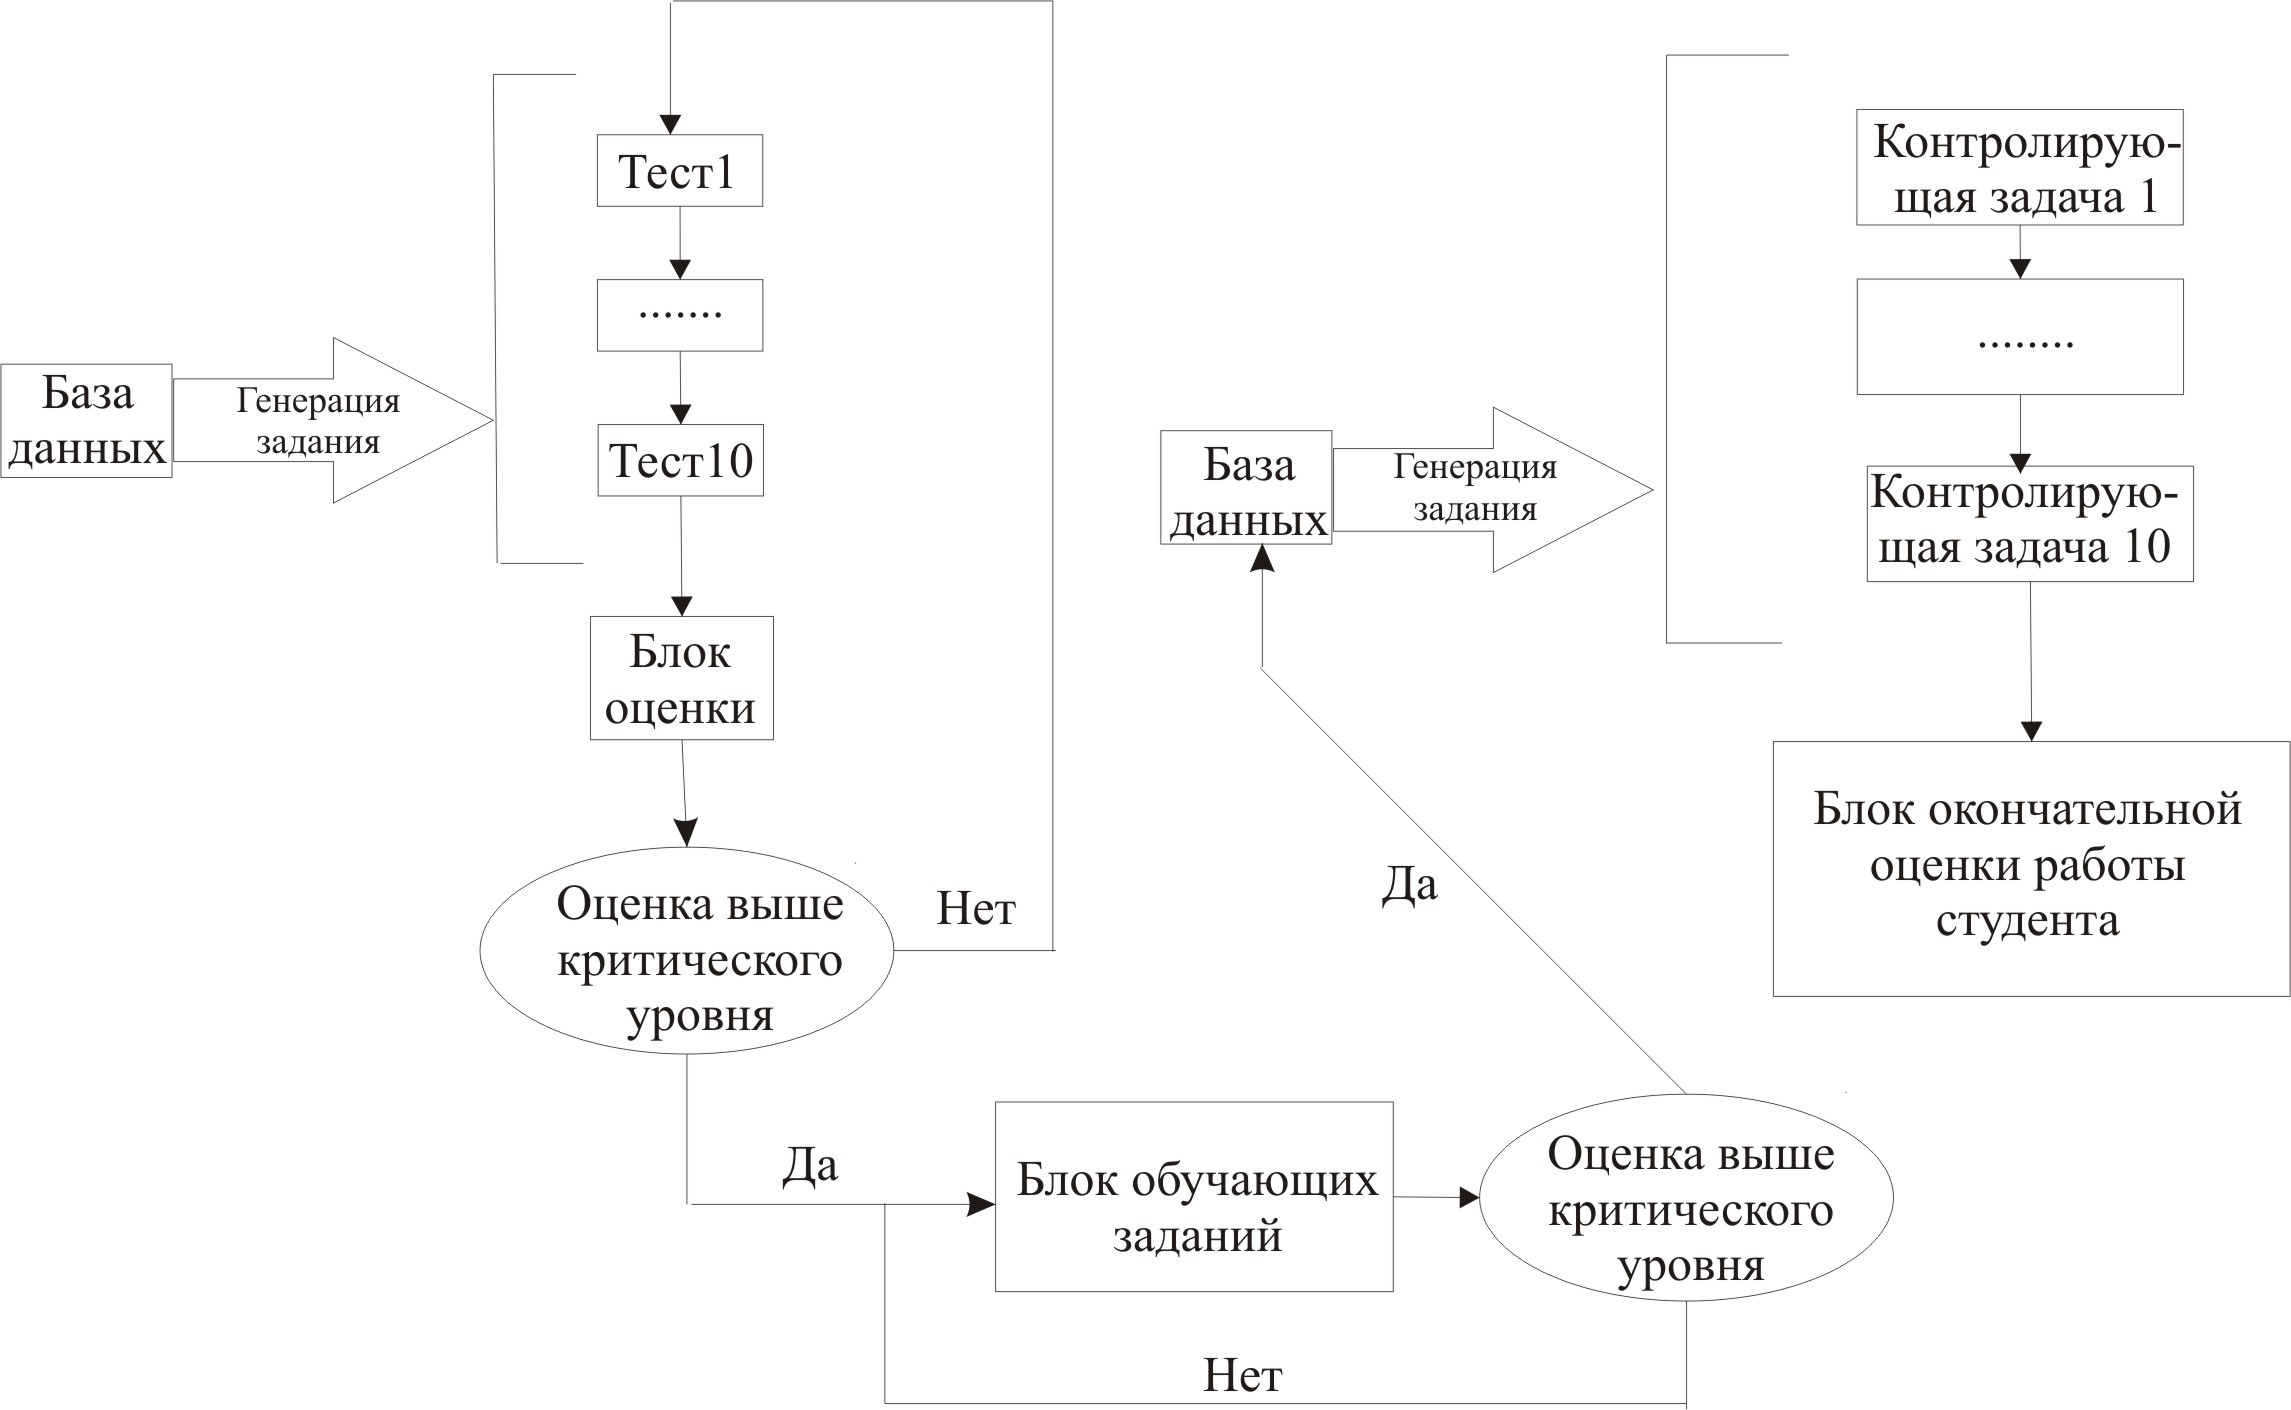 База
данных
Генерация
задания
Тест1
.......
Тест10
Блок
оценки
Оценка выше
критического
уровня
Нет
Да
Блок обучающих
заданий
Оценка выше
критического
уровня
Нет
Да
База
данных
Генерация
задания
Контролирую-
щая задача 1
........
Контролирую-
щая задача 10
Блок окончательной
оценки работы
студента